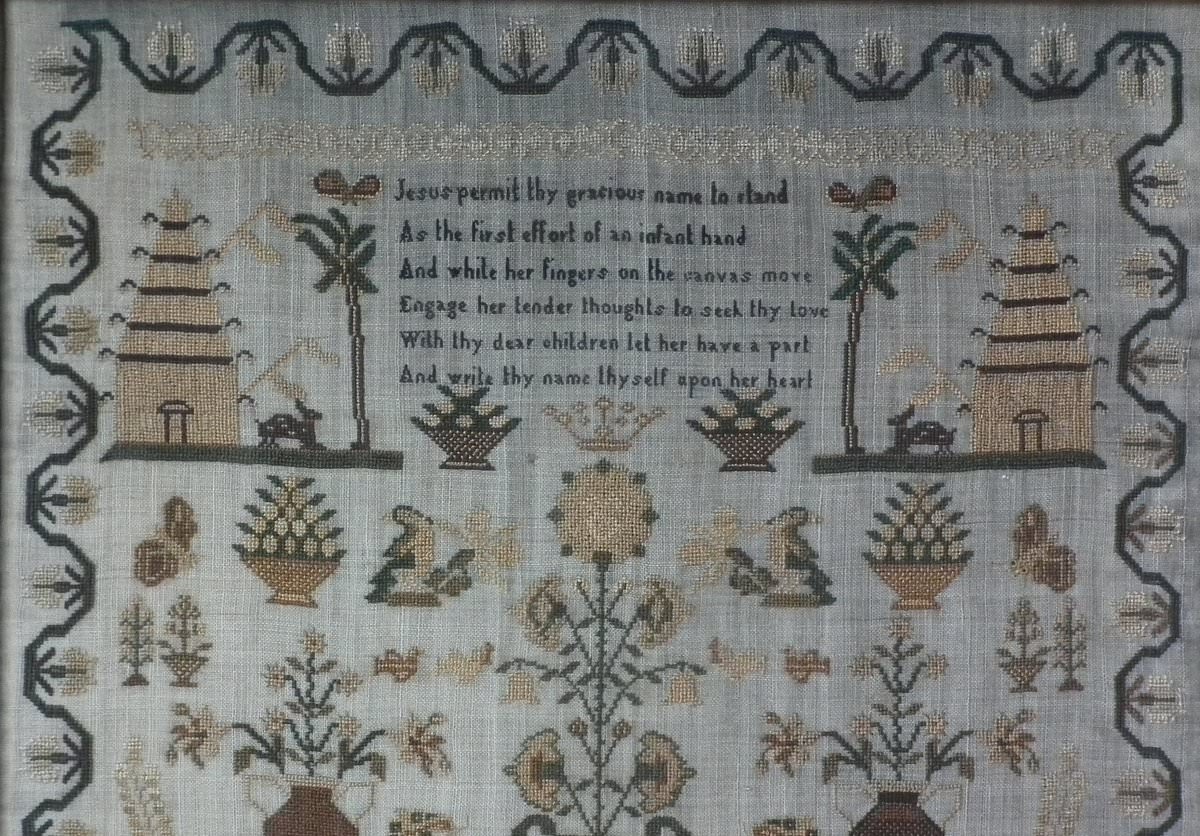 Jesus permit thy gracious name to stand
As the first effort of an infant hand
And while her fingers on the canvas move
Engage her tender thoughts to seek thy love
With thy dear children let her have a part
And write thy name thyself upon her heart